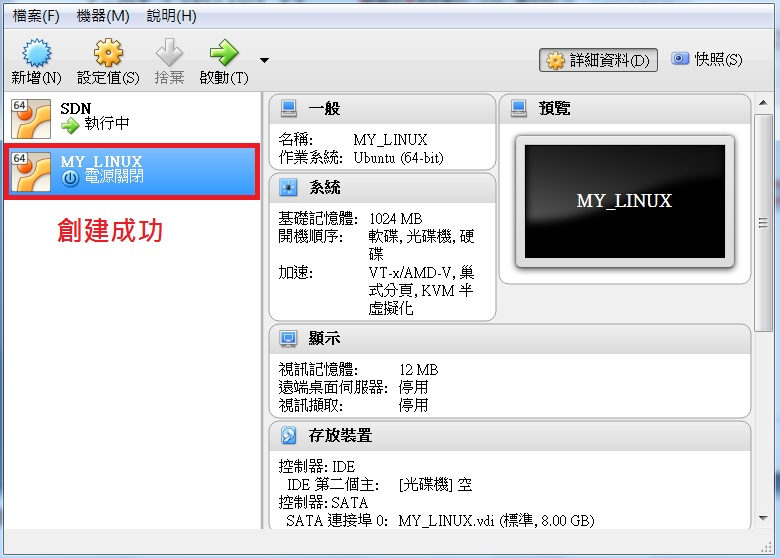 檔案(F) 機器(M) 說明(H)
新增(N) 設定值(S) 捨棄 啟動(T) 詳細資料(D) 快照(S)
64 SDN
執行中
64 MY_LINUX
電源關閉
創建成功
一般
名稱: MY_LINUX
作業系統: Ubuntu (64-bit)
系統
基礎記憶體: 1024 MB
開機順序: 軟碟, 光碟機, 硬
碟
加速: VT-x/AMD-V, 巢
式分頁, KVM 半
虛擬化
預覽
MY_LINUX
顯示
視訊記憶體: 12 MB
遠端桌面伺服器: 停用
視訊擷取: 停用
存放裝置
控制器: IDE
IDE 第二個主: [光碟機] 空
控制器: SATA
SATA 連接埠 0: MY_LINUX.vdi (標準, 8.00 GB)